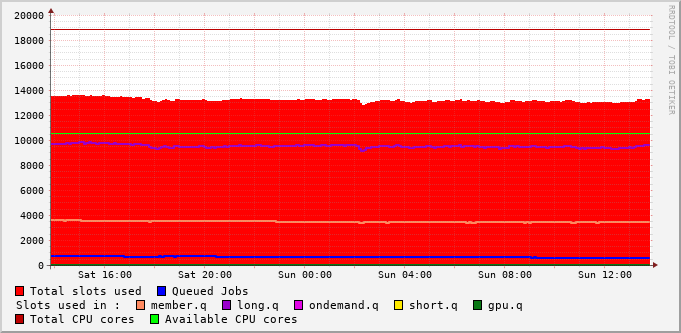 20000
18000
16000
14000
12000
10000
8000
6000
4000
2000
0
Sat 16:00 Sat 20:00 Sun 00:00 Sun 04:00 Sun 08:00 Sun 12:00
Total slots used Queued Jobs
Slots used in : member.q long.q ondemand.q short.q gpu.q
Total CPU cores Available CPU cores
RRDTOOL / TOBI OETIKER